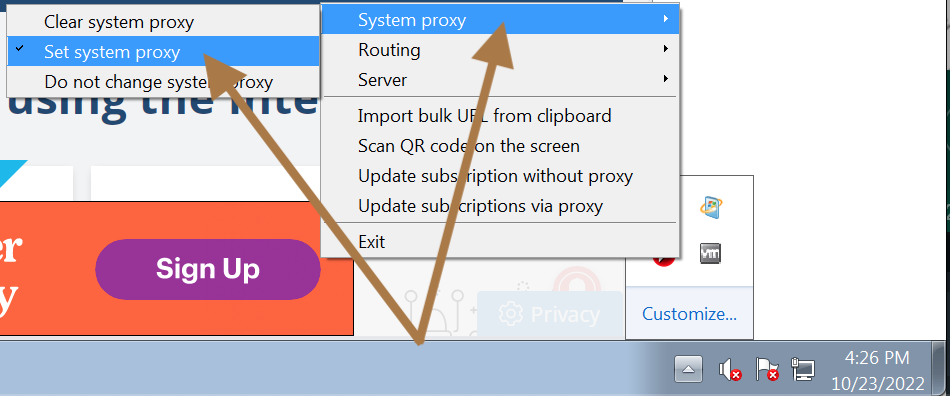 Clear system proxy
Set system proxy
Do not change system proxy
System proxy
Routing
Server
Import bulk URL from clipboard
Scan QR code on the screen
Update subscription without proxy
Update subscriptions via proxy
Exit
using the Inte
er
y
Sign Up
Privacy
vm
Customize...
4:26 PM
10/23/2022